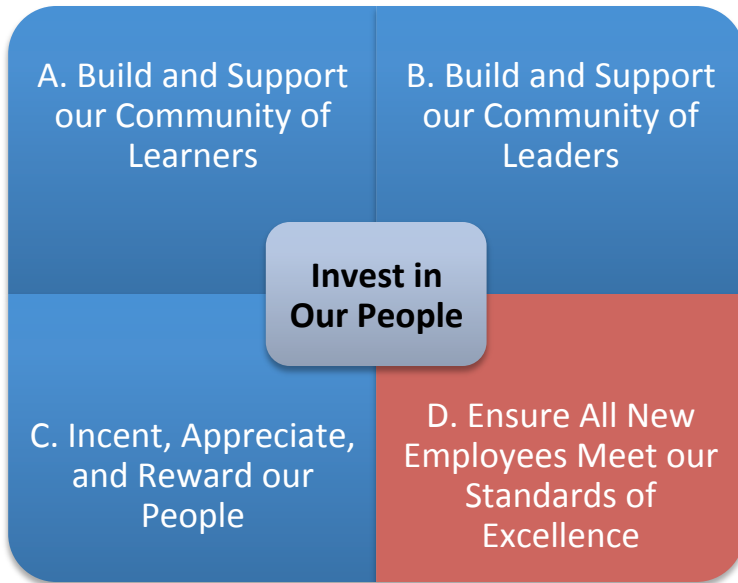 A. Build and Support
our Community of
Learners
B. Build and Support
our Community of
Leaders
Invest in
Our People
C. Incent, Appreciate,
and Reward our
People
D. Ensure All New
Employees Meet our
Standards of
Excellence